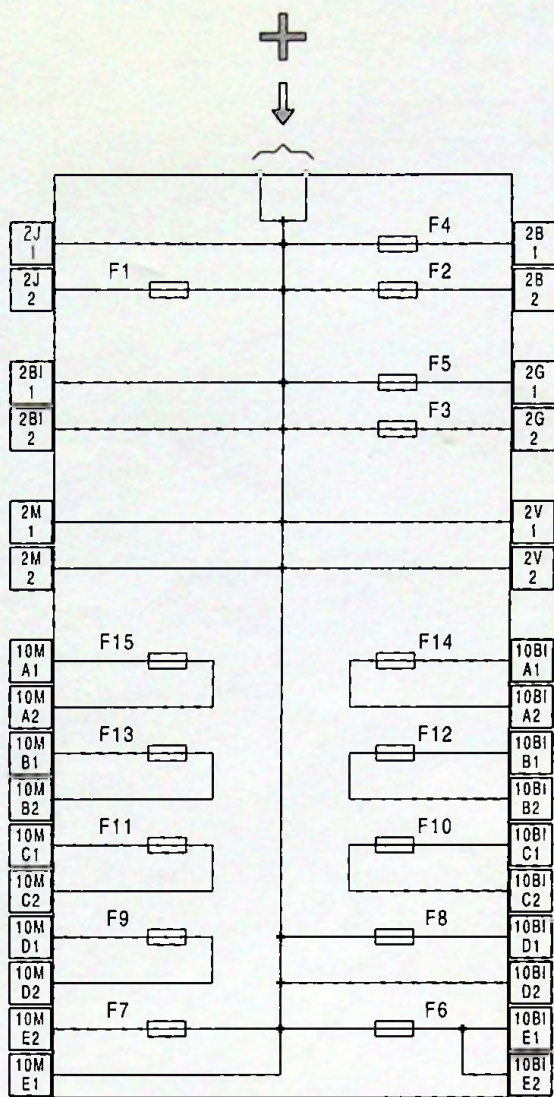 +
2J
1
F4
2B
1
2J
2
F1
F2
2B
2
2BI
1
F5
2G
1
2BI
2
F3
2G
2
2M
1
2V
1
2M
2
2V
2
10M
A1
F15
F14
10BI
A1
10M
A2
10BI
A2
10M
B1
F13
F12
10BI
B1
10M
B2
10BI
B2
10M
C1
F11
F10
10BI
C1
10M
C2
10BI
C2
10M
D1
F9
F8
10BI
D1
10M
D2
10BI
D2
10M
E2
F7
F6
10BI
E1
10M
E1
10BI
E2